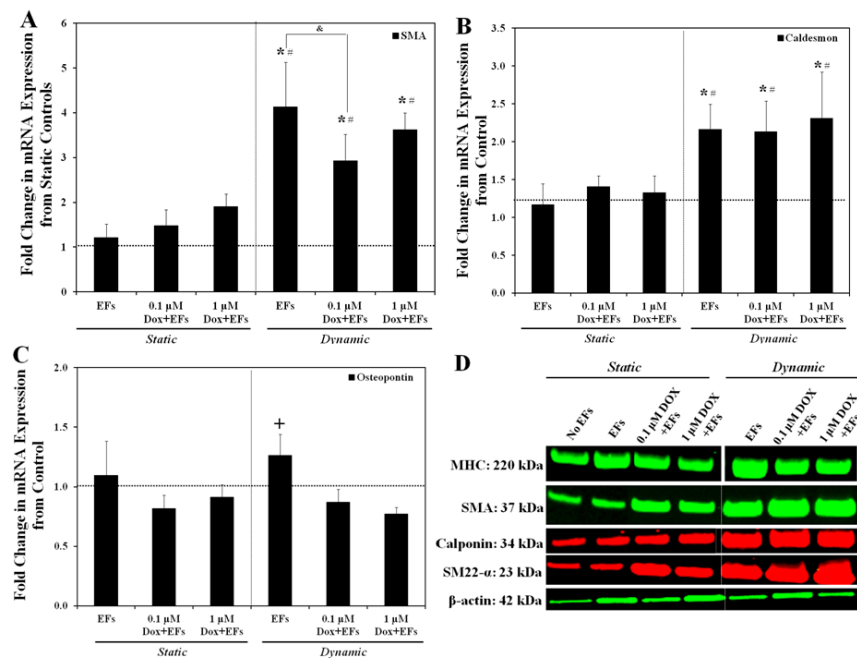 A
Fold Change in mRNA Expression
from Static Controls
6
5
4
3
2
1
0
SMA
&
*#
*#
*#
EFs
0.1 µM
Dox+EFs
1 µM
Dox+EFs
EFs
0.1 µM
Dox+EFs
1 µM
Dox+EFs
Static
Dynamic
B
Fold Change in mRNA Expression
from Control
3.5
3.0
2.5
2.0
1.5
1.0
0.5
0.0
Caldesmon
*#
*#
*#
EFs
0.1 µM
Dox+EFs
1 µM
Dox+EFs
EFs
0.1 µM
Dox+EFs
1 µM
Dox+EFs
Static
Dynamic
C
Fold Change in mRNA Expression
from Control
2.0
1.5
1.0
0.5
0.0
Osteopontin
+
EFs
0.1 µM
Dox+EFs
1 µM
Dox+EFs
EFs
0.1 µM
Dox+EFs
1 µM
Dox+EFs
Static
Dynamic
D
Static
Dynamic
No EFs
EFs
0.1 µM DOX
+EFs
1 µM DOX
+EFs
EFs
0.1 µM DOX
+EFs
1 µM DOX
+EFs
MHC: 220 kDa
SMA: 37 kDa
Calponin: 34 kDa
SM22-α: 23 kDa
β-actin: 42 kDa